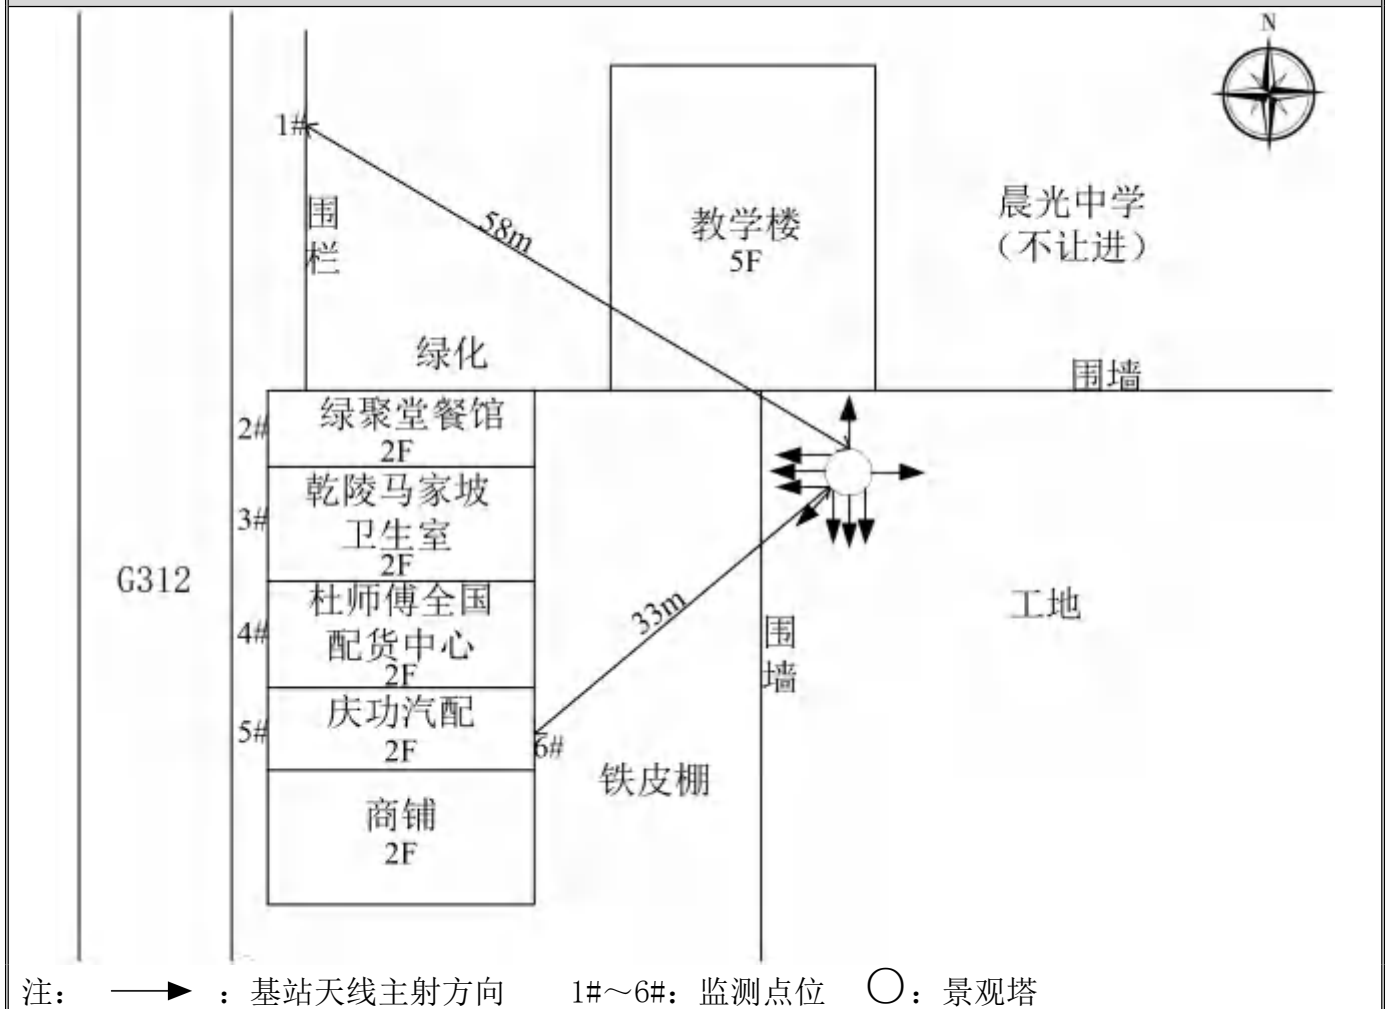 N
1#
围
栏
58m
教学楼
5F
晨光中学
（不让进）
绿化
围墙
2#
绿聚堂餐馆
2F
3#
乾陵马家坡
卫生室
2F
G312
4#
杜师傅全国
配货中心
2F
33m
围
墙
工地
5#
庆功汽配
2F
6#
铁皮棚
商铺
2F
注： ：基站天线主射方向 1#～6#：监测点位 ：景观塔